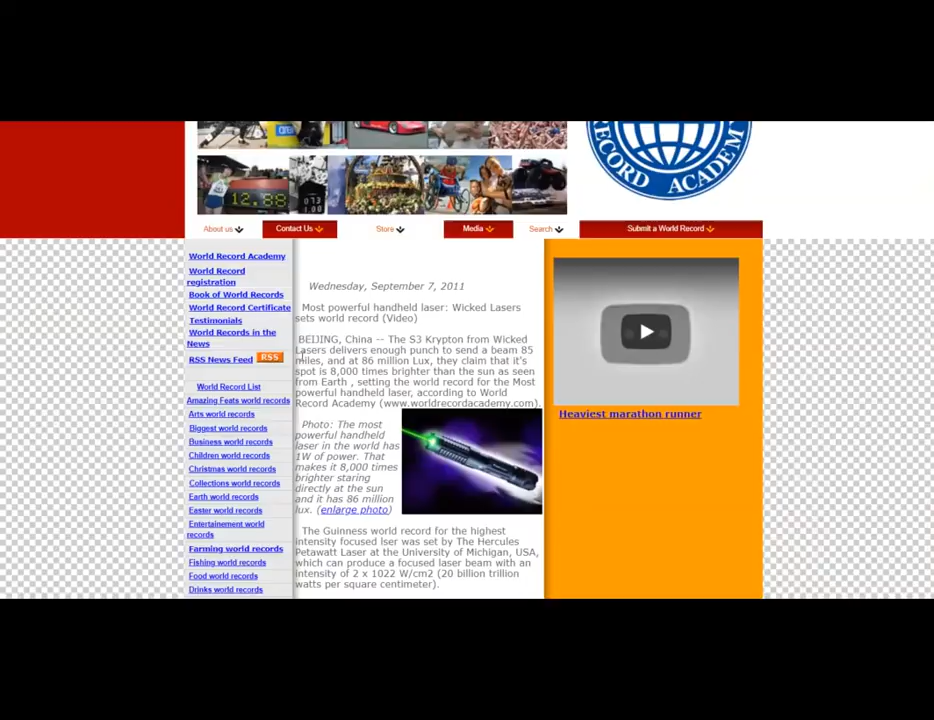 RECORD ACADEM
12.88
About us
Contact Us
Store
Media
Search
Submit a World Record
World Record Academy
World Record
registration
Book of World Records
World Record Certificate
Testimonials
World Records in the
News
RSS News Feed RSS
World Record List
Amazing Feats world records
Arts world records
Biggest world records
Business world records
Children world records
Christmas world records
Collections world records
Earth world records
Easter world records
Entertainement world
records
Farming world records
Fishing world records
Food world records
Drinks world records
Wednesday, September 7, 2011
Most powerful handheld laser: Wicked Lasers
sets world record (Video)
BEIJING, China -- The S3 Krypton from Wicked
Lasers delivers enough punch to send a beam 85
miles, and at 86 million Lux, they claim that it's
spot is 8,000 times brighter than the sun as seen
from Earth , setting the world record for the Most
powerful handheld laser, according to World
Record Academy (www.worldrecordacademy.com).
Photo: The most
powerful handheld
laser in the world has
1W of power. That
makes it 8,000 times
brighter staring
directly at the sun
and it has 86 million
lux. (enlarge photo)
The Guinness world record for the highest
intensity focused lser was set by The Hercules
Petawatt Laser at the University of Michigan, USA,
which can produce a focused laser beam with an
intensity of 2 x 1022 W/cm2 (20 billion trillion
watts per square centimeter).
Heaviest marathon runner